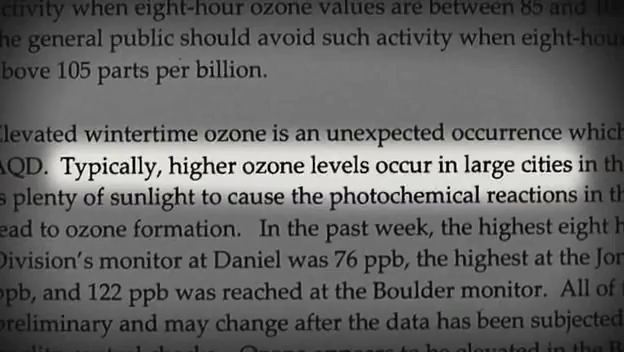 ctivity when eight-hour ozone values are between 85 and
he general public should avoid such activity when eight-hou
bove 105 parts per billion.
Elevated wintertime ozone is an unexpected occurrence which
AQD. Typically, higher ozone levels occur in large cities in th
s plenty of sunlight to cause the photochemical reactions in th
ead to ozone formation. In the past week, the highest eight h
Division's monitor at Daniel was 76 ppb, the highest at the Jon
ppb, and 122 ppb was reached at the Boulder monitor. All of
preliminary and may change after the data has been subjected